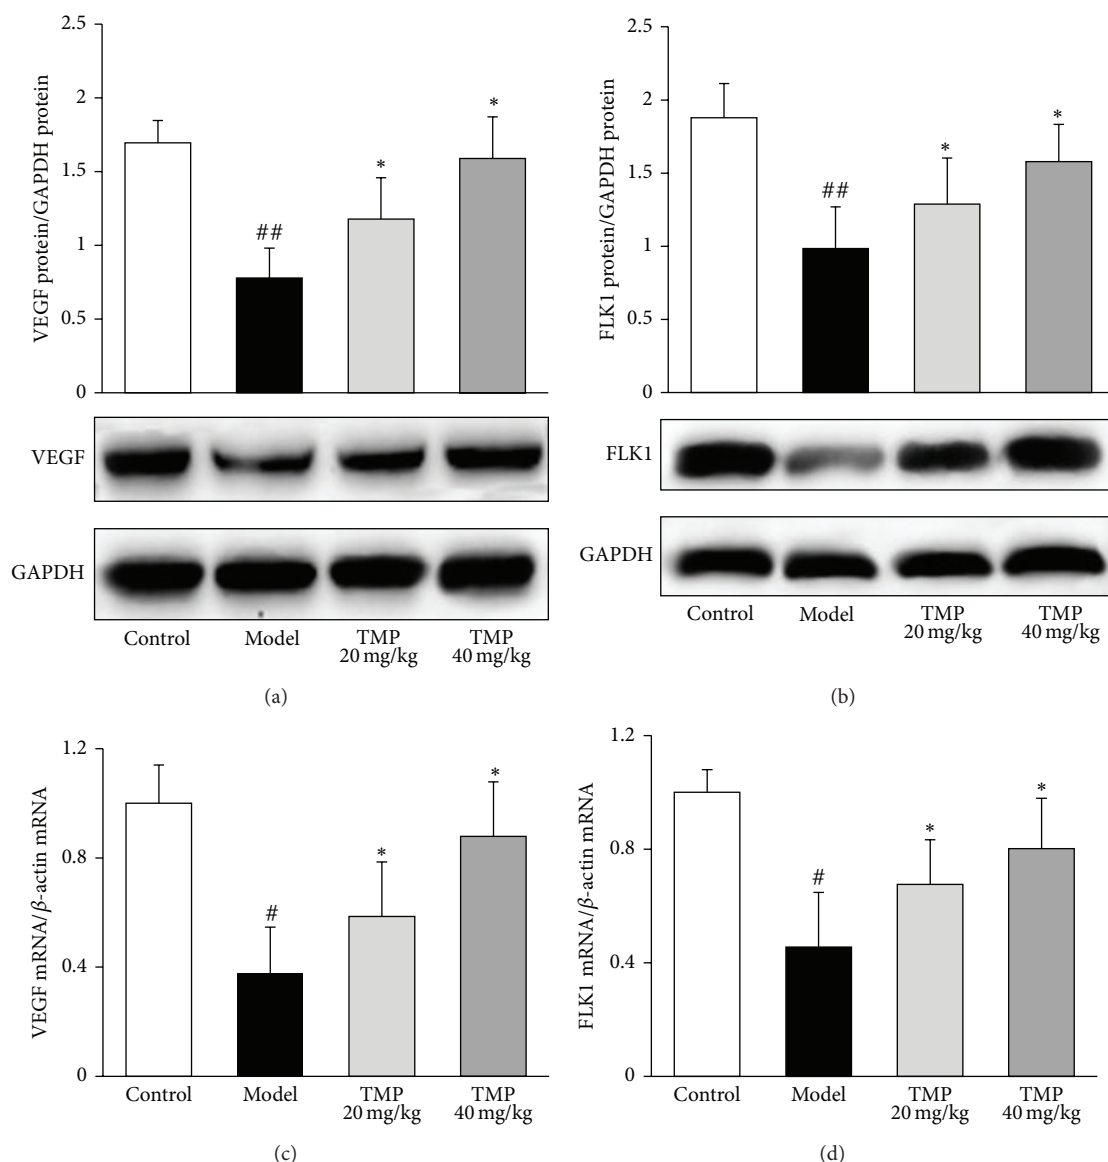 VEGF protein/GAPDH protein
2.5
2
1.5
1
0.5
0
##
*
*
VEGF
GAPDH
Control Model TMP TMP
20 mg/kg 40 mg/kg
(a)
FLK1 protein/GAPDH protein
2.5
2
1.5
1
0.5
0
##
*
*
FLK1
GAPDH
Control Model TMP TMP
20 mg/kg 40 mg/kg
(b)
VEGF mRNA/β-actin mRNA
1.2
0.8
0.4
0
#
*
*
Control Model TMP TMP
20 mg/kg 40 mg/kg
(c)
FLK1 mRNA/β-actin mRNA
1.2
0.8
0.4
0
#
*
*
Control Model TMP TMP
20 mg/kg 40 mg/kg
(d)